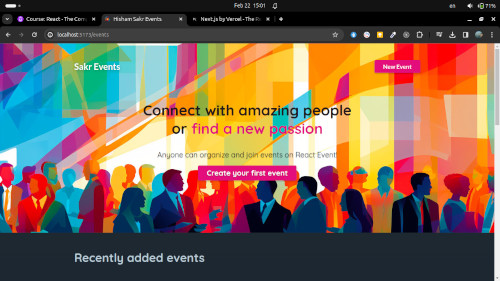 Feb 22 15:01
en
71%
Course: React - The Com
Hisham Sakr Events
Next.js by Vercel - The R
localhost:5173/events
Sakr Events
New Event
Connect with amazing people
or find a new passion
Anyone can organize and join events on React Event!
Create your first event
Recently added events